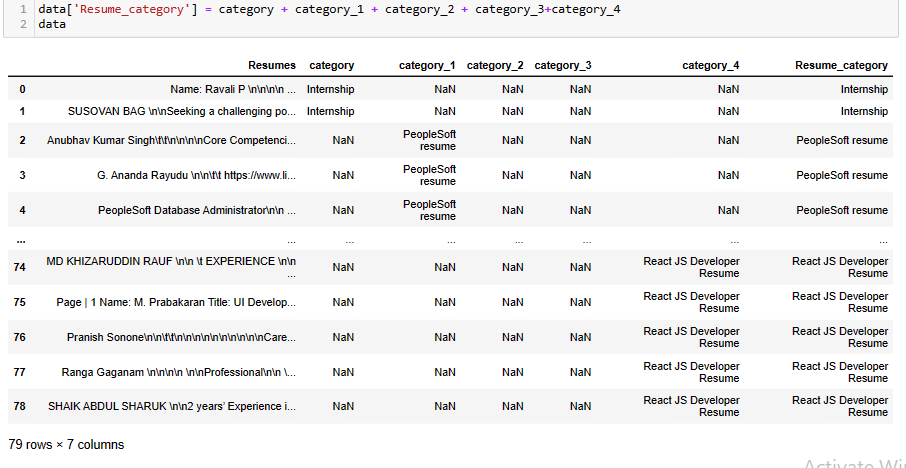 1 data['Resume_category'] = category + category_1 + category_2 + category_3+category_4
2 data
Resumes category category_1 category_2 category_3 category_4 Resume_category
0 Name: Ravali P \n\n\n\n ... Internship NaN NaN NaN NaN Internship
1 SUSOVAN BAG \n\nSeeking a challenging po... Internship NaN NaN NaN NaN Internship
2 Anubhav Kumar Singh\t\t\n\n\n\nCore Competenci... NaN PeopleSoft resume NaN NaN NaN PeopleSoft resume
3 G. Ananda Rayudu \n\n\t\t https://www.li... NaN PeopleSoft resume NaN NaN NaN PeopleSoft resume
4 PeopleSoft Database Administrator\n\n ... NaN PeopleSoft resume NaN NaN NaN PeopleSoft resume
... ... ... ... ... ... ... ...
74 MD KHIZARUDDIN RAUF \n\n \t EXPERIENCE \n\n ... NaN NaN NaN NaN React JS Developer Resume React JS Developer Resume
75 Page | 1 Name: M. Prabakaran Title: UI Develop... NaN NaN NaN NaN React JS Developer Resume React JS Developer Resume
76 Pranish Sonone\n\n\t\t\n\n\n\n\n\n\n\n\n\nCare... NaN NaN NaN NaN React JS Developer Resume React JS Developer Resume
77 Ranga Gaganam \n\n\n\n \n\nProfessional\n\n \... NaN NaN NaN NaN React JS Developer Resume React JS Developer Resume
78 SHAIK ABDUL SHARUK \n\n2 years' Experience i... NaN NaN NaN NaN React JS Developer Resume React JS Developer Resume
79 rows × 7 columns